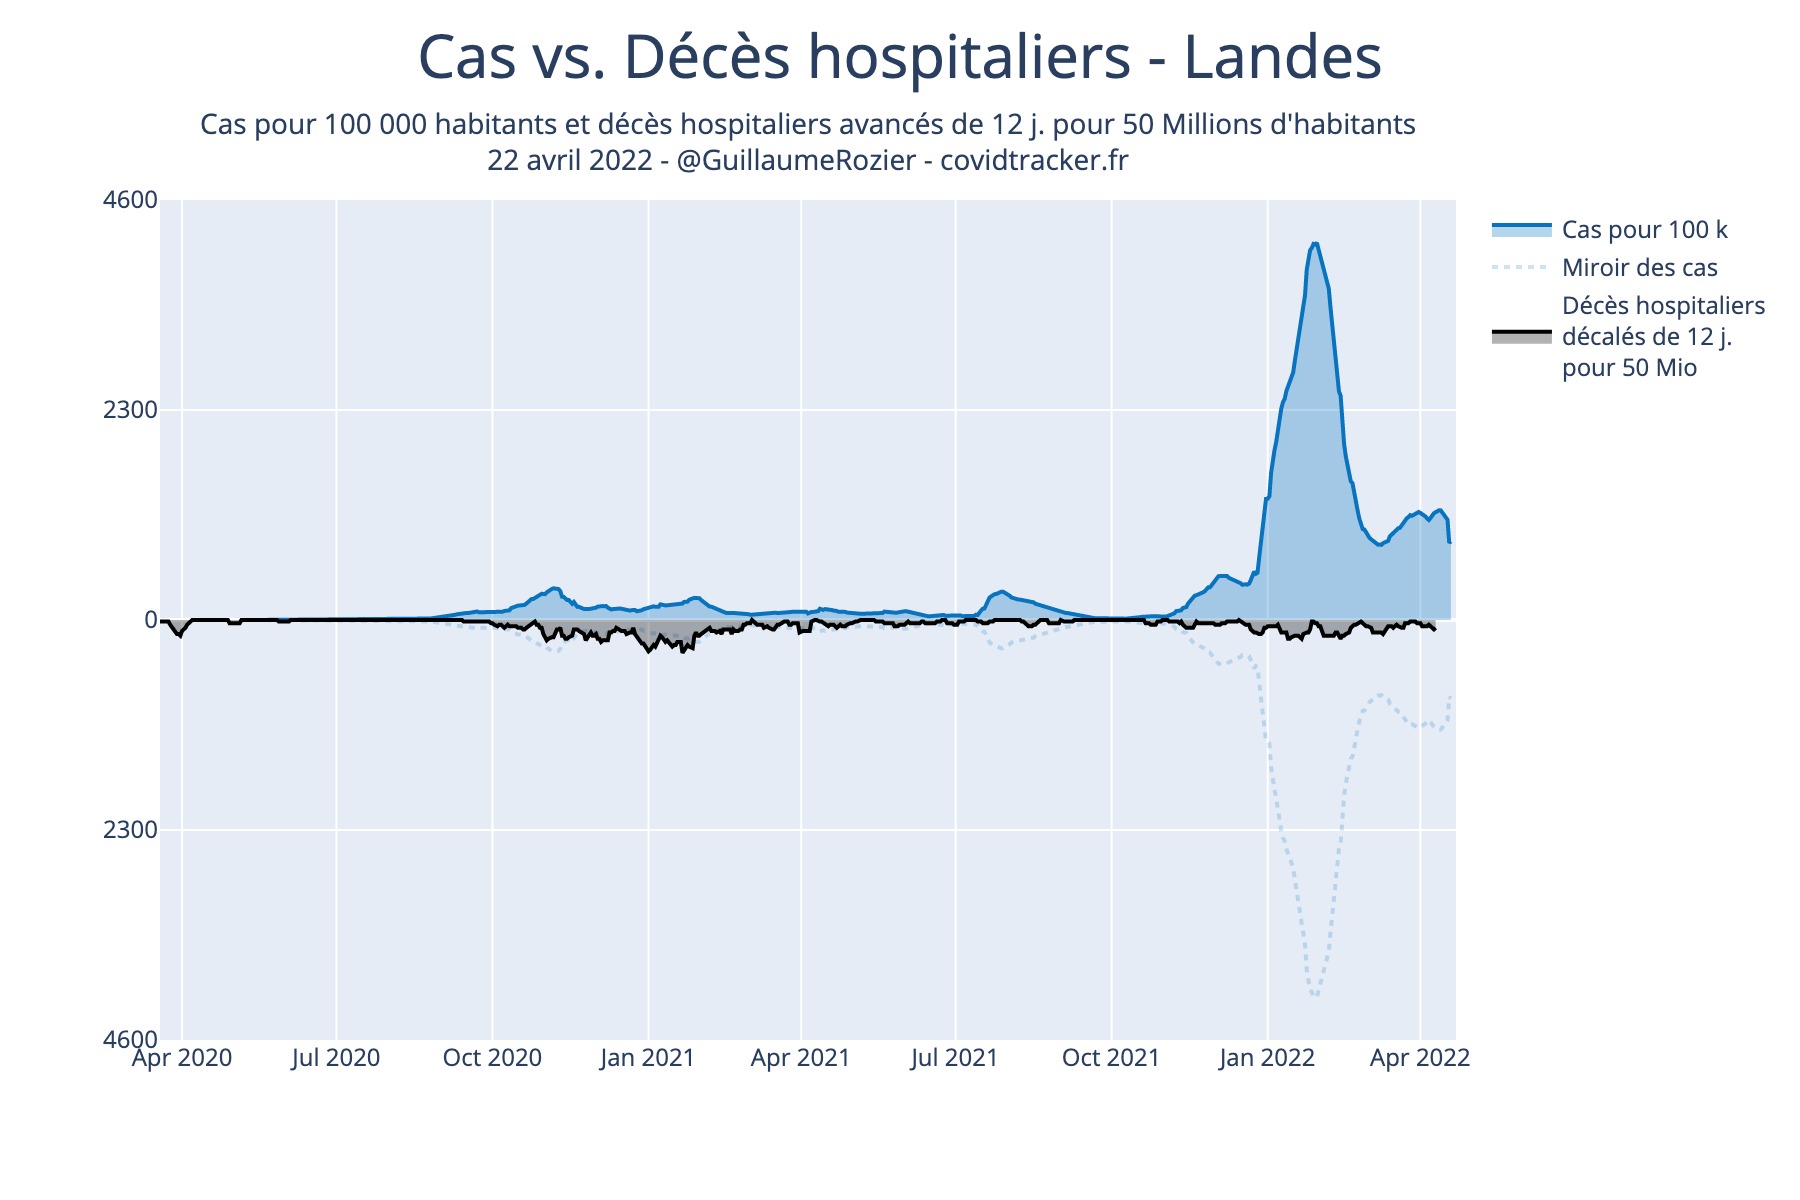 Cas vs. Décès hospitaliers - Landes
Cas pour 100 000 habitants et décès hospitaliers avancés de 12 j. pour 50 Millions d'habitants
22 avril 2022 - @GuillaumeRozier - covidtracker.fr
4600
2300
0
2300
4600
Apr 2020
Jul 2020
Oct 2020
Jan 2021
Apr 2021
Jul 2021
Oct 2021
Jan 2022
Apr 2022
Cas pour 100 k
Miroir des cas
Décès hospitaliers
décalés de 12 j.
pour 50 Mio